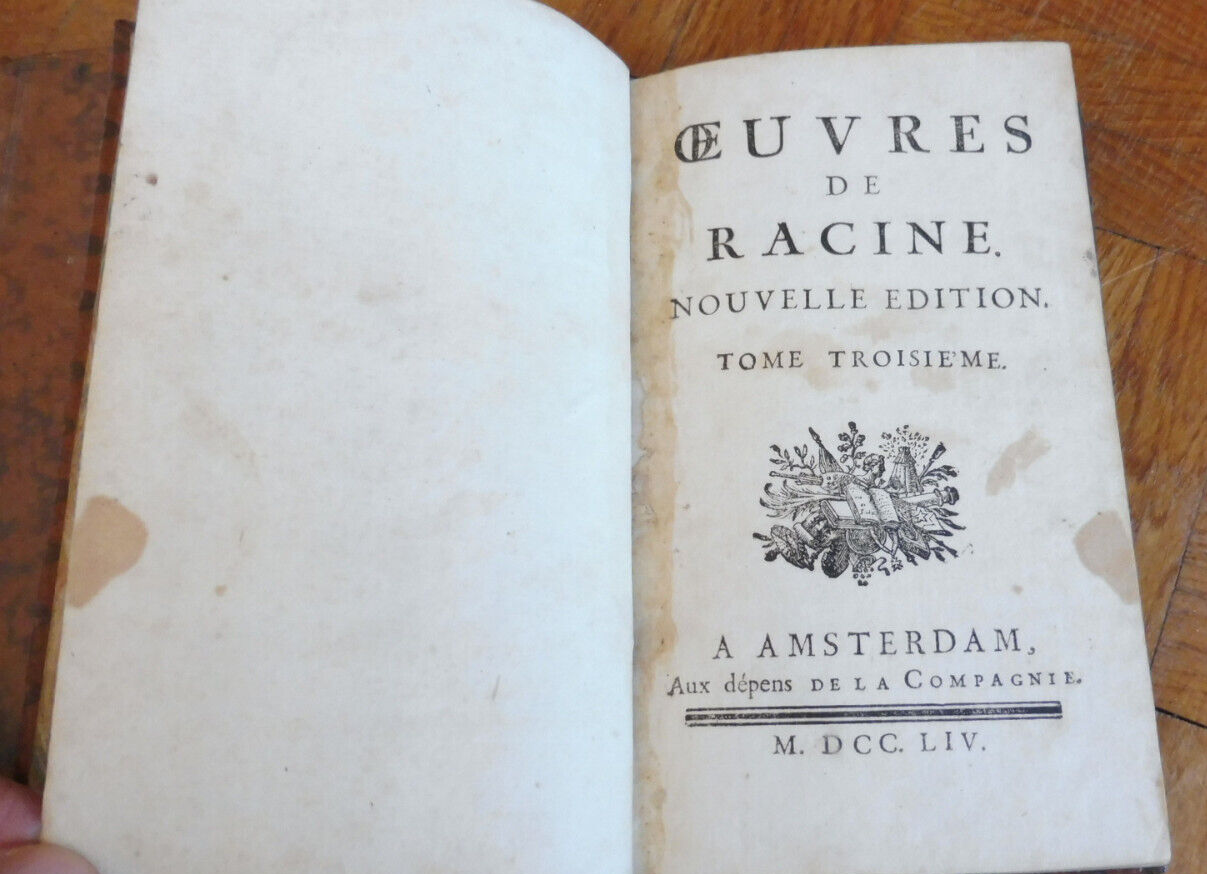 ŒUVRES
DE
RACINE.
NOUVELLE EDITION.
TOME TROISIE'ME.
A AMSTERDAM,
Aux dépens DE LA COMPAGNIE.
M. DCC. LIV.